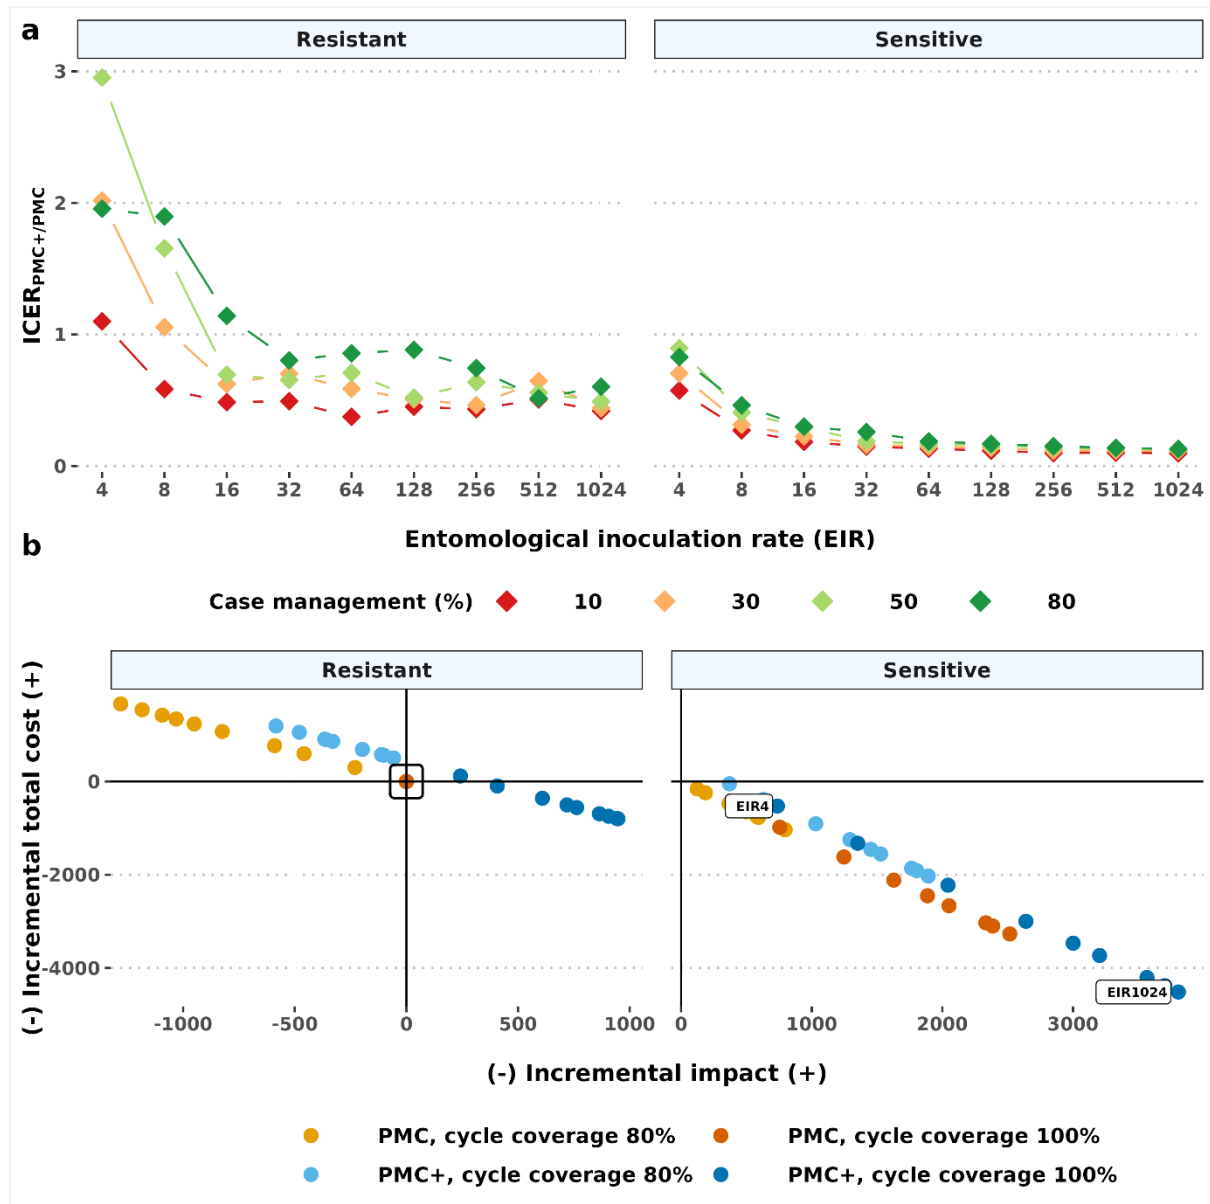 a
Resistant Sensitive
ICERPMC+/PMC
3
2
1
0
4 8 16 32 64 128 256 512 1024 4 8 16 32 64 128 256 512 1024
Entomological inoculation rate (EIR)
b
Case management (%) 10 30 50 80
Resistant Sensitive
(-) Incremental total cost (+)
0
-2000
-4000
EIR4
EIR1024
-1000 -500 0 500 1000 0 1000 2000 3000
(-) Incremental impact (+)
PMC, cycle coverage 80% PMC, cycle coverage 100%
PMC+, cycle coverage 80% PMC+, cycle coverage 100%